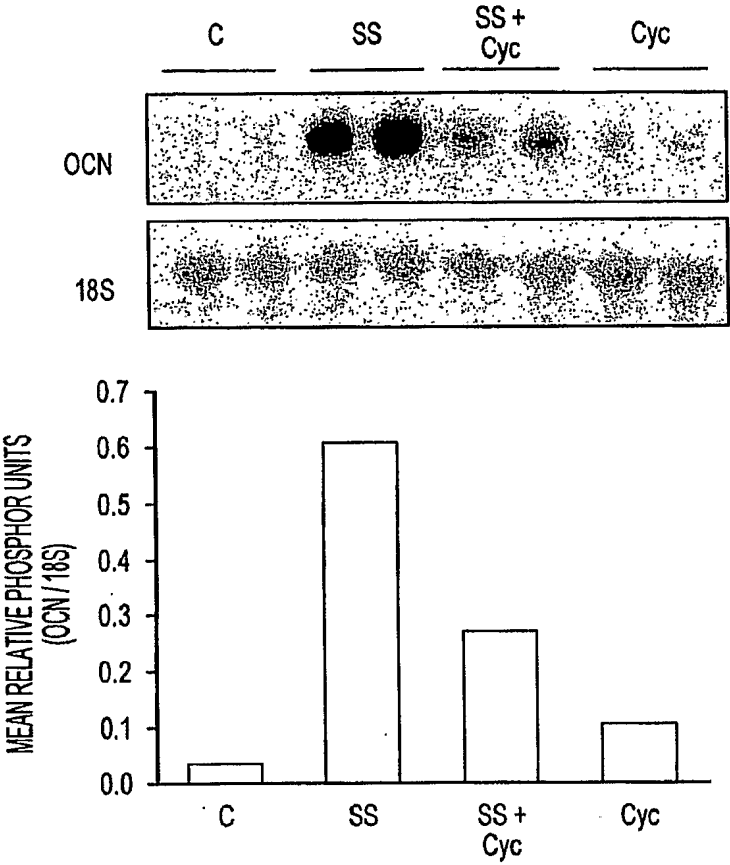 C SS SS + Cyc Cyc
OCN
18S
0.7
0.6
0.5
0.4
0.3
0.2
0.1
0.0
MEAN RELATIVE PHOSPHOR UNITS
(OCN / 18S)
C SS SS + Cyc Cyc